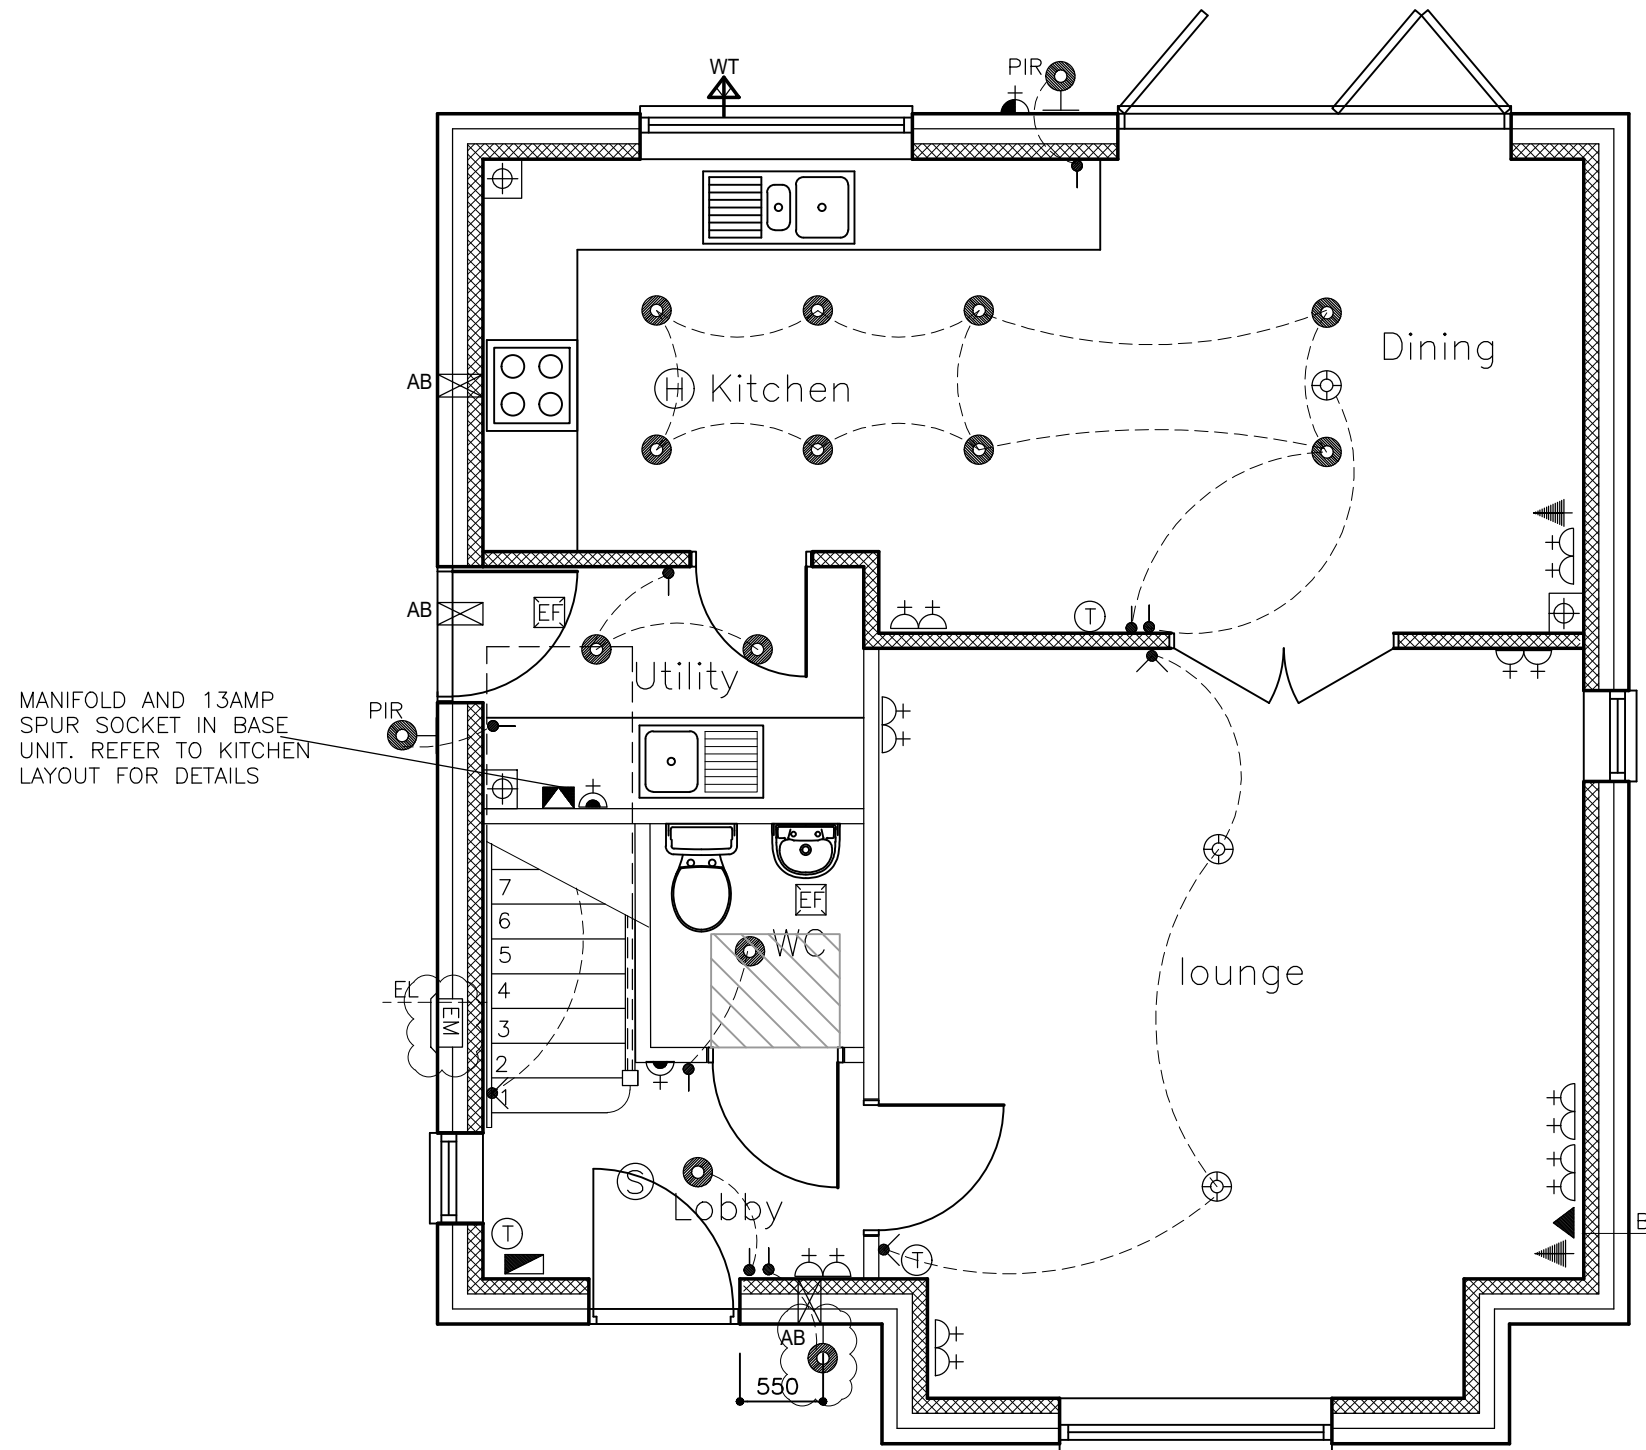 WT
PIR
Dining
AB
H Kitchen
AB
EF
T
Utility
MANIFOLD AND 13AMP
SPUR SOCKET IN BASE
UNIT. REFER TO KITCHEN
LAYOUT FOR DETAILS
PIR
7
6
5
4
3
2
1
EF
WC
lounge
EL
EM
S
Lobby
T
T
AB
550